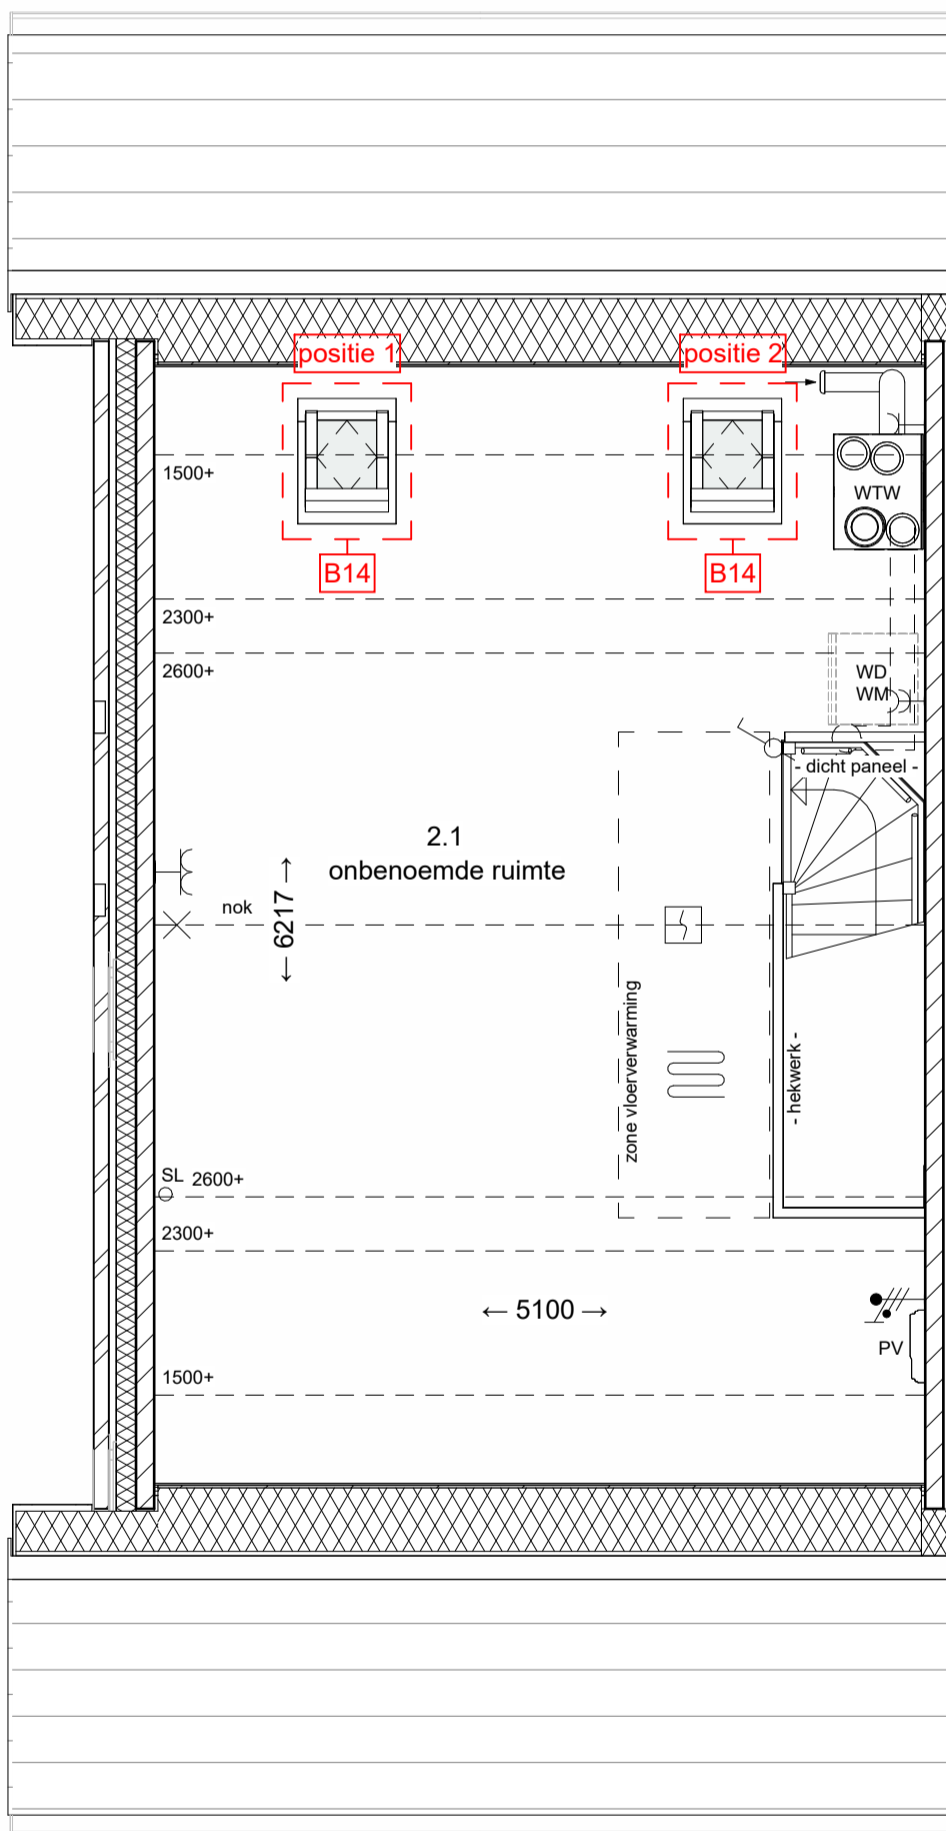 positie 1
positie 2
1500+
WTW
B14
B14
2300+
2600+
WD
WM
- dicht paneel -
2.1
onbenoemde ruimte
nok
← 6217 →
zone vloerverwarming
- hekwerk -
SL 2600+
2300+
← 5100 →
PV
1500+